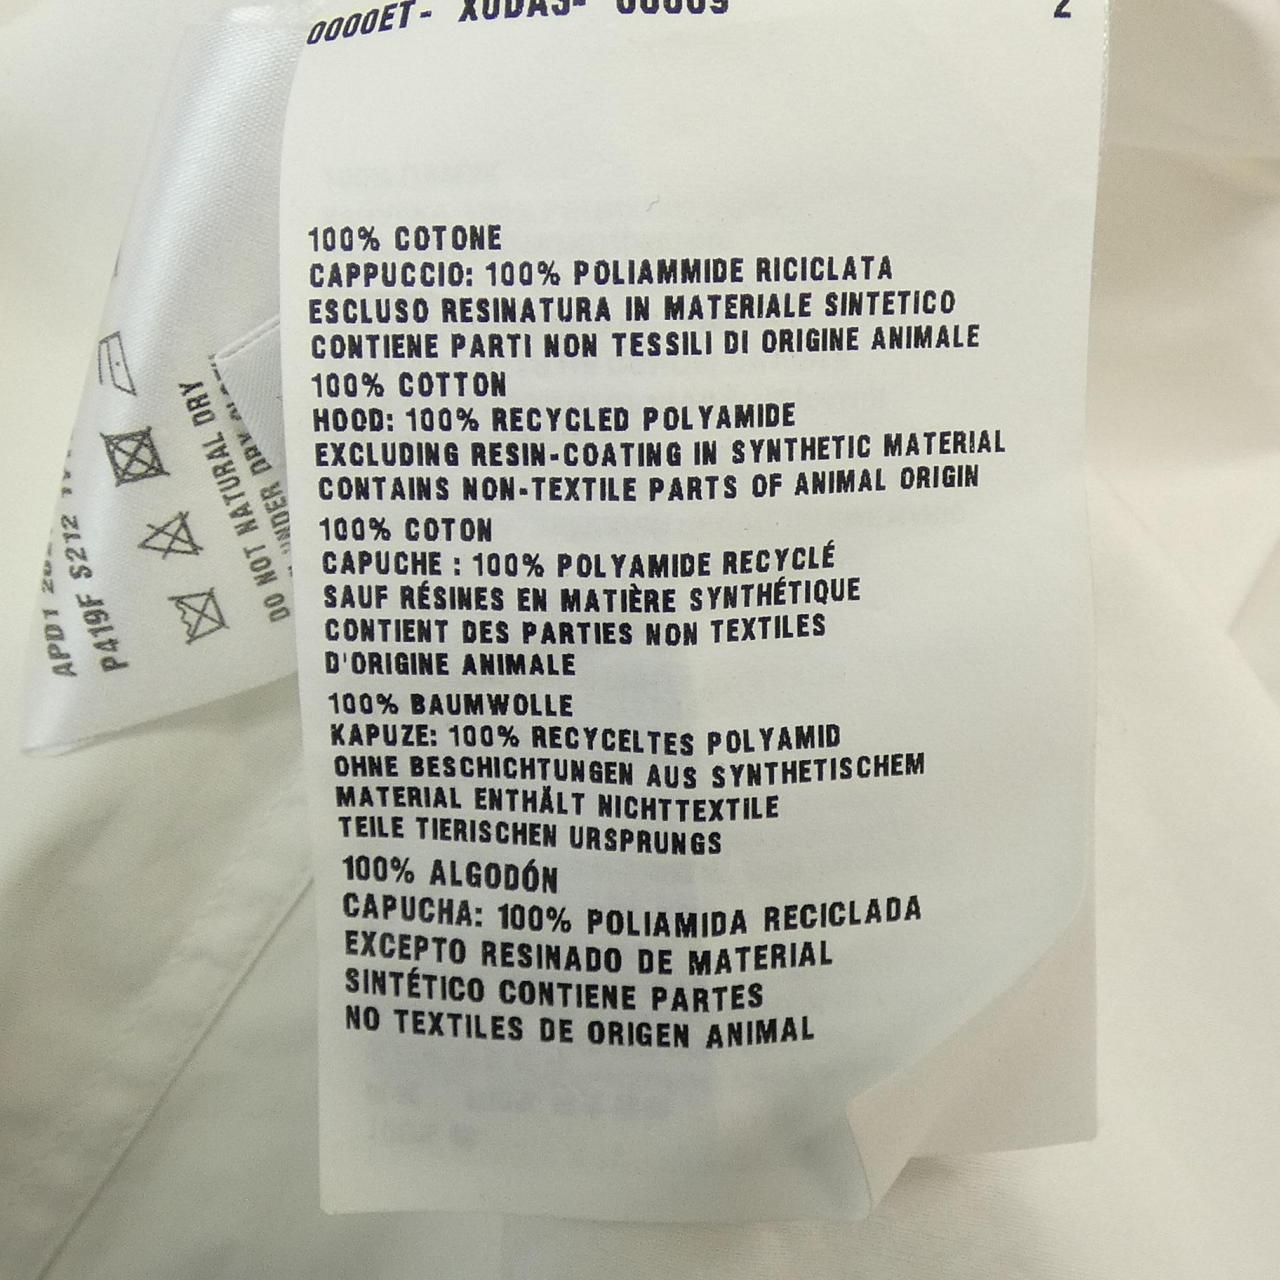 0000ET-
100% COTONE
CAPPUCCIO: 100% POLIAMMIDE RICICLATA
ESCLUSO RESINATURA IN MATERIALE SINTETICO
CONTIENE PARTI NON TESSILI DI ORIGINE ANIMALE
100% COTTON
HOOD: 100% RECYCLED POLYAMIDE
EXCLUDING RESIN-COATING IN SYNTHETIC MATERIAL
CONTAINS NON-TEXTILE PARTS OF ANIMAL ORIGIN
100% COTON
CAPUCHE : 100% POLYAMIDE RECYCLÉ
SAUF RÉSINES EN MATIÈRE SYNTHÉTIQUE
CONTIENT DES PARTIES NON TEXTILES
D'ORIGINE ANIMALE
100% BAUMWOLLE
KAPUZE: 100% RECYCELTES POLYAMID
OHNE BESCHICHTUNGEN AUS SYNTHETISCHEM
MATERIAL ENTHÄLT NICHTTEXTILE
TEILE TIERISCHEN URSPRUNGS
100% ALGODÓN
CAPUCHA: 100% POLIAMIDA RECICLADA
EXCEPTO RESINADO DE MATERIAL
SINTÉTICO CONTIENE PARTES
NO TEXTILES DE ORIGEN ANIMAL
DO NOT NATURAL DRY
UNDER DRY
APD1
P419F S212